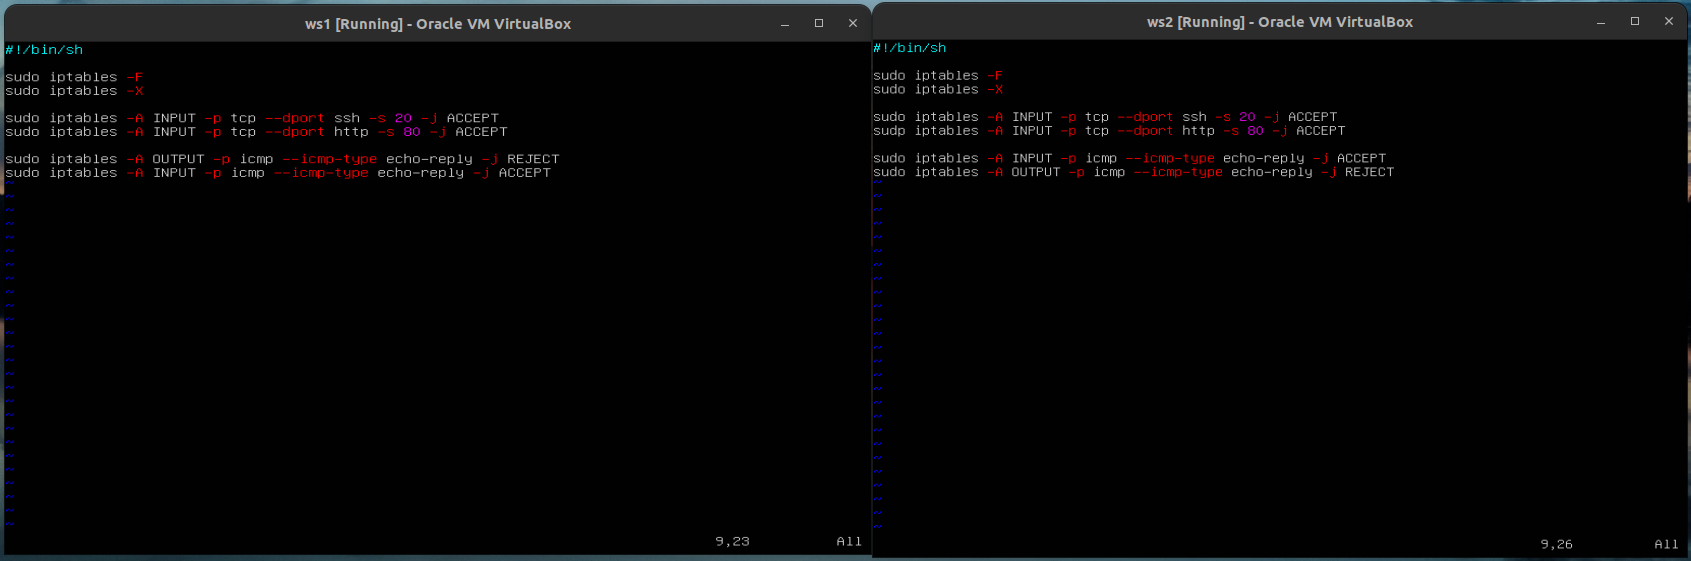 ws1 [Running] - Oracle VM VirtualBox
#!/bin/sh
sudo iptables -F
sudo iptables -X
sudo iptables -A INPUT -p tcp --dport ssh -s 20 -j ACCEPT
sudo iptables -A INPUT -p tcp --dport http -s 80 -j ACCEPT
sudo iptables -A OUTPUT -p icmp --icmp-type echo-reply -j REJECT
sudo iptables -A INPUT -p icmp --icmp-type echo-reply -j ACCEPT
9,23 All
ws2 [Running] - Oracle VM VirtualBox
#!/bin/sh
sudo iptables -F
sudo iptables -X
sudo iptables -A INPUT -p tcp --dport ssh -s 20 -j ACCEPT
sudp iptables -A INPUT -p tcp --dport http -s 80 -j ACCEPT
sudo iptables -A INPUT -p icmp --icmp-type echo-reply -j ACCEPT
sudo iptables -A OUTPUT -p icmp --icmp-type echo-reply -j REJECT
9,26 All